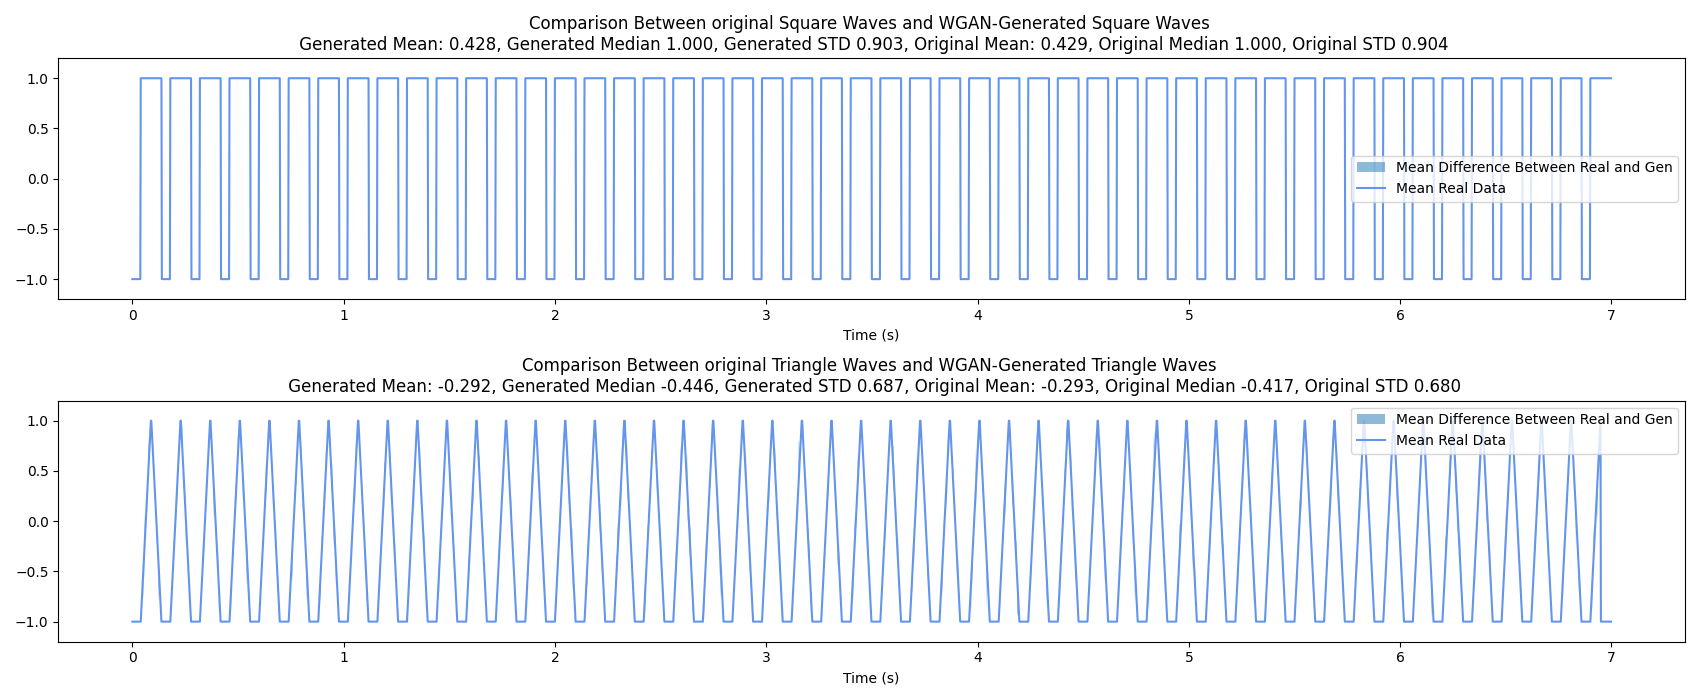 Comparison Between original Square Waves and WGAN-Generated Square Waves
Generated Mean: 0.428, Generated Median 1.000, Generated STD 0.903, Original Mean: 0.429, Original Median 1.000, Original STD 0.904
1.0
0.5
0.0
−0.5
−1.0
Mean Difference Between Real and Gen
Mean Real Data
0 1 2 3 4 5 6 7
Time (s)
Comparison Between original Triangle Waves and WGAN-Generated Triangle Waves
Generated Mean: -0.292, Generated Median -0.446, Generated STD 0.687, Original Mean: -0.293, Original Median -0.417, Original STD 0.680
1.0
0.5
0.0
−0.5
−1.0
Mean Difference Between Real and Gen
Mean Real Data
0 1 2 3 4 5 6 7
Time (s)